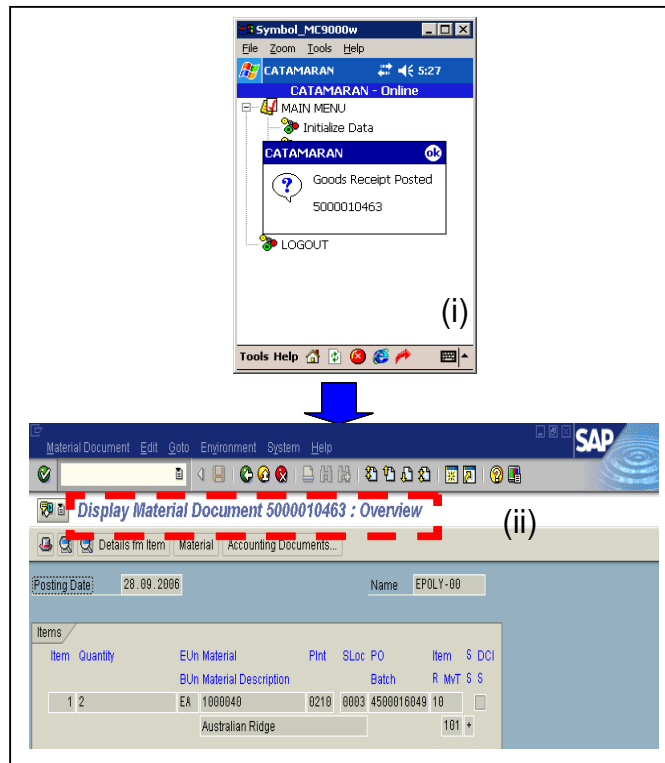 Symbol_MC9000w
File Zoom Tools Help
CATAMARAN 5:27
CATAMARAN - Online
MAIN MENU
Initialize Data
CATAMARAN ok
Goods Receipt Posted
5000010463
LOGOUT
(i)
Tools Help
Material Document Edit Goto Environment System Help
SAP
Display Material Document 5000010463 : Overview
(ii)
Details fm Item Material Accounting Documents...
Posting Date 28.09.2006 Name EPOLY-00
Items
Item Quantity EUn Material Plnt SLoc PO Item S DCI
BUn Material Description Batch R MvT S S
1 2 EA 1000040 0210 0003 4500016049 10
Australian Ridge 101 +